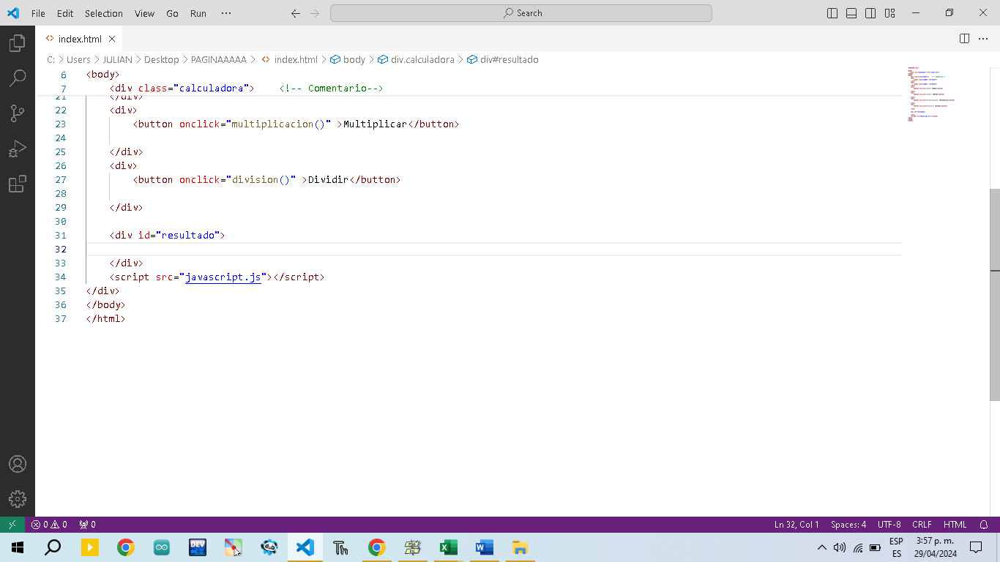 File Edit Selection View Go Run ··· Search
index.html
C: > Users > JULIAN > Desktop > PAGINAAAAA > index.html > body > div.calculadora > div#resultado
6 <body>
7 <div class="calculadora"> <!-- Comentario-->
21 </div>
22 <div>
23 <button onclick="multiplicacion()" >Multiplicar</button>
24
25 </div>
26 <div>
27 <button onclick="division()" >Dividir</button>
28
29 </div>
30
31 <div id="resultado">
32
33 </div>
34 <script src="javascript.js"></script>
35 </div>
36 </body>
37 </html>
0 0 0 Ln 32, Col 1 Spaces: 4 UTF-8 CRLF HTML
DEV Th ESP 3:57 p. m.
ES 29/04/2024